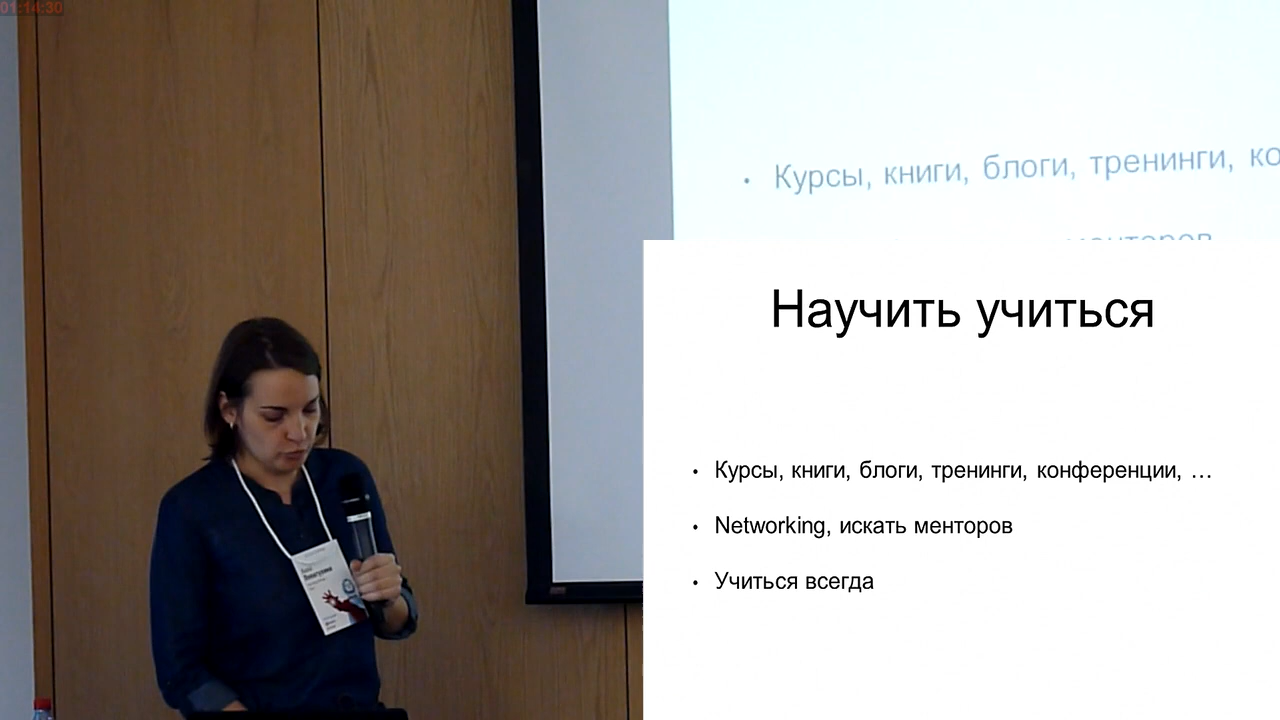 01:14:30
Курсы, книги, блоги, тренинги, ко
менторов
Научить учиться
• Курсы, книги, блоги, тренинги, конференции, …
• Networking, искать менторов
• Учиться всегда